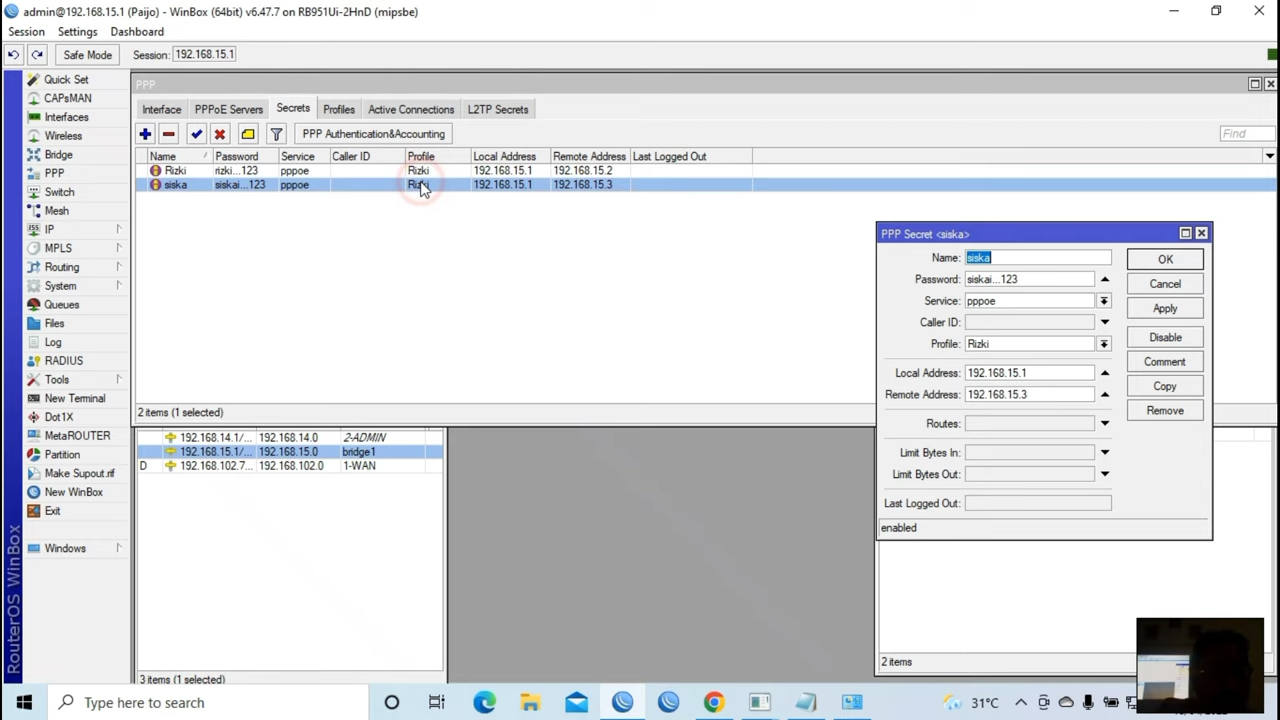 admin@192.168.15.1 (Paijo) - WinBox (64bit) v6.47.7 on RB951Ui-2HnD (mipsbe)
Session Settings Dashboard
Safe Mode Session: 192.168.15.1
Quick Set
CAPsMAN
Interfaces
Wireless
Bridge
PPP
Switch
Mesh
IP
MPLS
Routing
System
Queues
Files
Log
RADIUS
Tools
New Terminal
Dot1X
MetaROUTER
Partition
Make Supout.rif
New WinBox
Exit
Windows
RouterOS WinBox
PPP
Interface PPPoE Servers Secrets Profiles Active Connections L2TP Secrets
PPP Authentication&Accounting Find
Name / Password Service Caller ID Profile Local Address Remote Address Last Logged Out
Rizki rizki...123 pppoe Rizki 192.168.15.1 192.168.15.2
siska siskai...123 pppoe Rizki 192.168.15.1 192.168.15.3
2 items (1 selected)
192.168.14.1/... 192.168.14.0 2-ADMIN
192.168.15.1/... 192.168.15.0 bridge1
D 192.168.102.7... 192.168.102.0 1-WAN
3 items (1 selected)
PPP Secret <siska>
Name: siska
Password: siskai...123
Service: pppoe
Caller ID:
Profile: Rizki
Local Address: 192.168.15.1
Remote Address: 192.168.15.3
Routes:
Limit Bytes In:
Limit Bytes Out:
Last Logged Out:
enabled
OK
Cancel
Apply
Disable
Comment
Copy
Remove
2 items
Type here to search
31°C